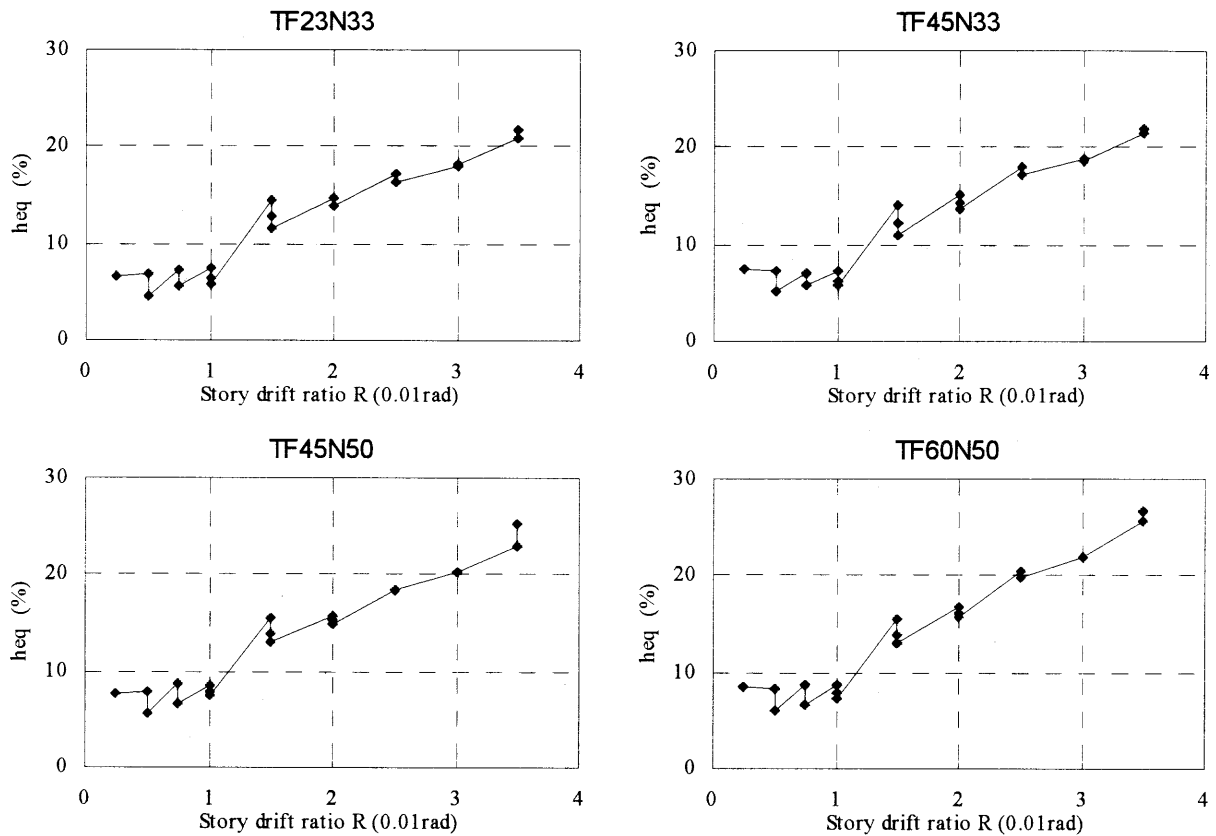 TF23N33
30
20
10
0
heq (%)
0 1 2 3 4
Story drift ratio R (0.01rad)
TF45N33
30
20
10
0
heq (%)
0 1 2 3 4
Story drift ratio R (0.01rad)
TF45N50
30
20
10
0
heq (%)
0 1 2 3 4
Story drift ratio R (0.01rad)
TF60N50
30
20
10
0
heq (%)
0 1 2 3 4
Story drift ratio R (0.01rad)